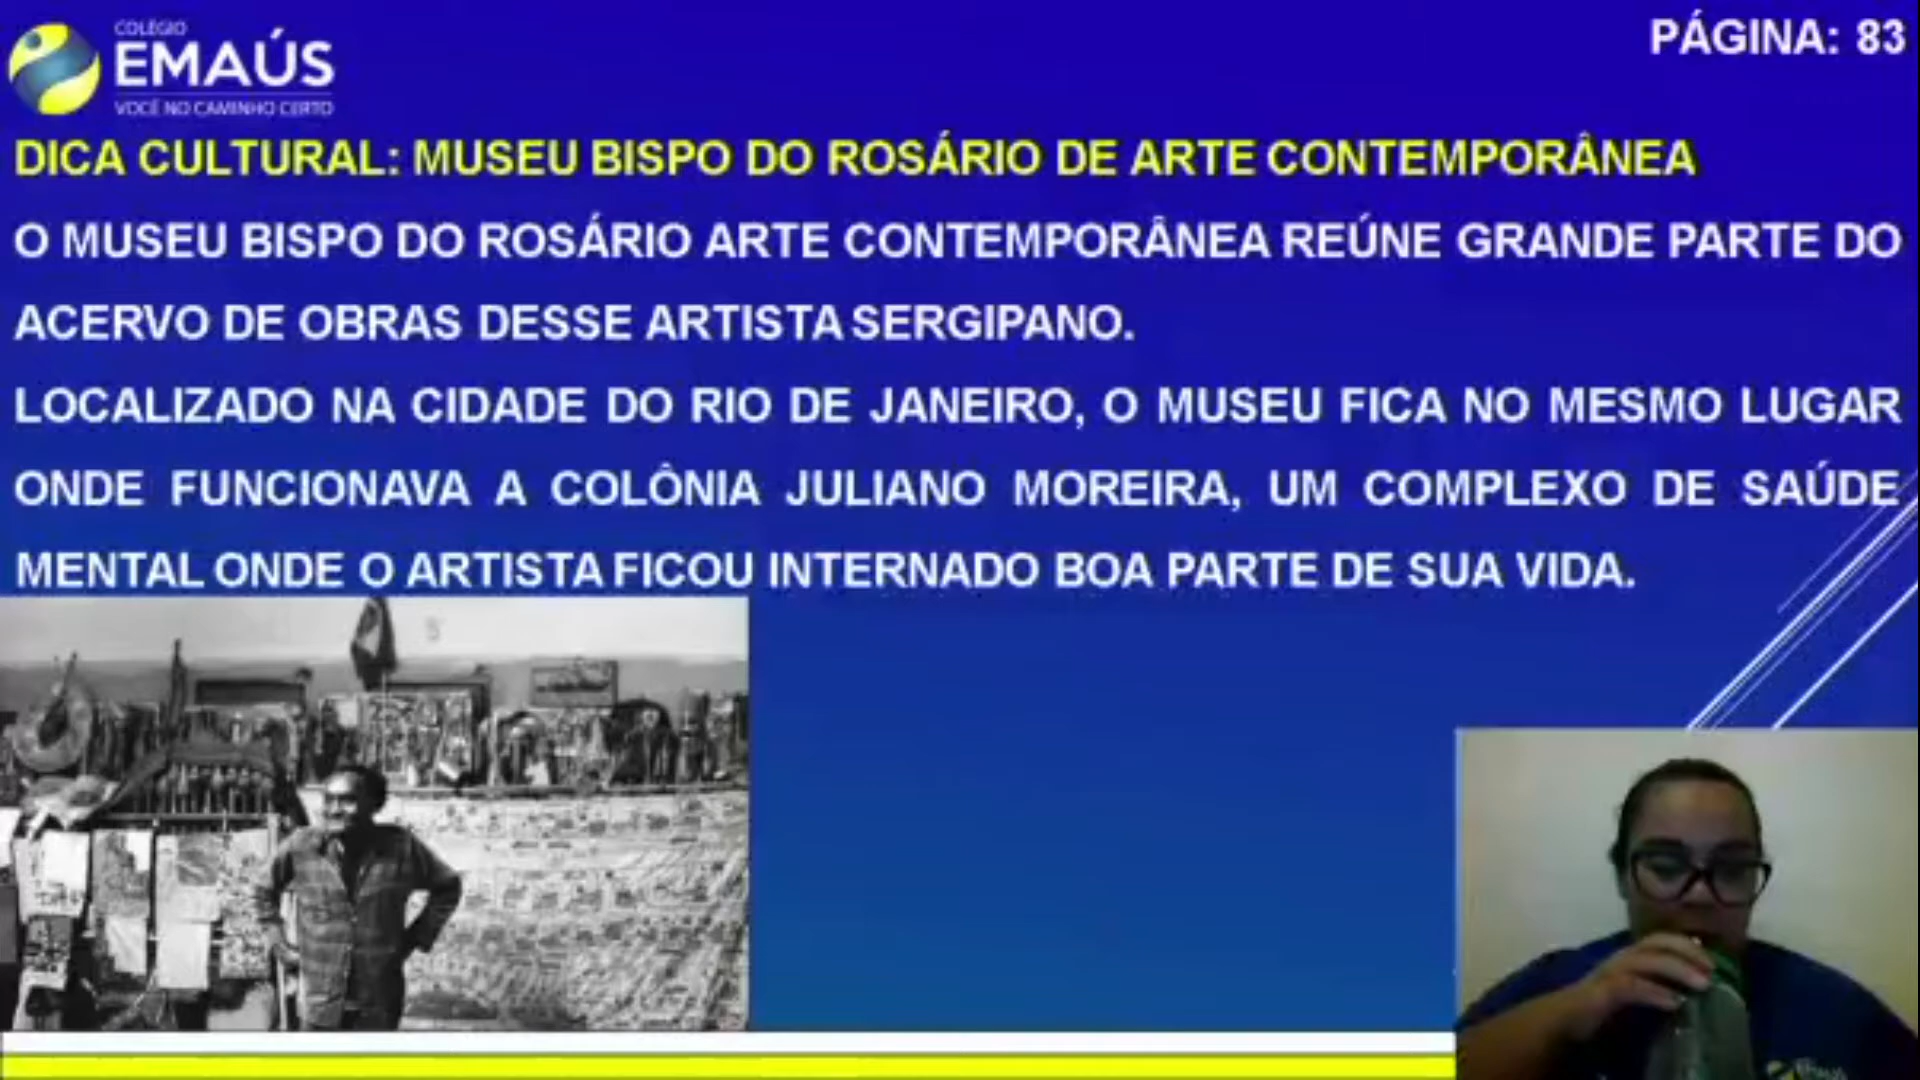 COLÉGIO
EMAÚS
VOCÊ NO CAMINHO CERTO
PÁGINA: 83
DICA CULTURAL: MUSEU BISPO DO ROSÁRIO DE ARTE CONTEMPORÂNEA
O MUSEU BISPO DO ROSÁRIO ARTE CONTEMPORÂNEA REÚNE GRANDE PARTE DO
ACERVO DE OBRAS DESSE ARTISTA SERGIPANO.
LOCALIZADO NA CIDADE DO RIO DE JANEIRO, O MUSEU FICA NO MESMO LUGAR
ONDE FUNCIONAVA A COLÔNIA JULIANO MOREIRA, UM COMPLEXO DE SAÚDE
MENTAL ONDE O ARTISTA FICOU INTERNADO BOA PARTE DE SUA VIDA.
EMAÚS